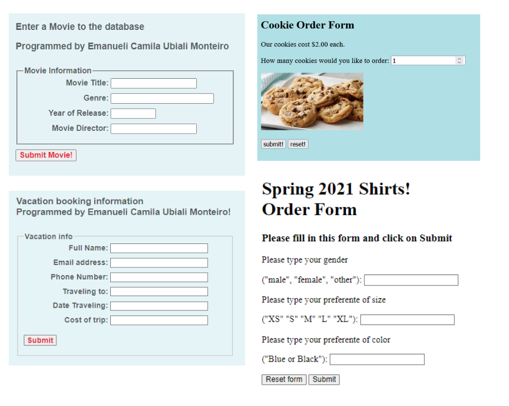 Enter a Movie to the database
Programmed by Emanueli Camila Ubiali Monteiro
Movie Information
Movie Title:
Genre:
Year of Release:
Movie Director:
Submit Movie!
Vacation booking information
Programmed by Emanueli Camila Ubiali Monteiro!
Vacation info
Full Name:
Email address:
Phone Number:
Traveling to:
Date Traveling:
Cost of trip:
Submit
Cookie Order Form
Our cookies cost $2.00 each.
How many cookies would you like to order: 1
submit! reset!
Spring 2021 Shirts!
Order Form
Please fill in this form and click on Submit
Please type your gender
("male", "female", "other"):
Please type your preferente of size
("XS" "S" "M" "L" "XL"):
Please type your preferente of color
("Blue or Black"):
Reset form Submit